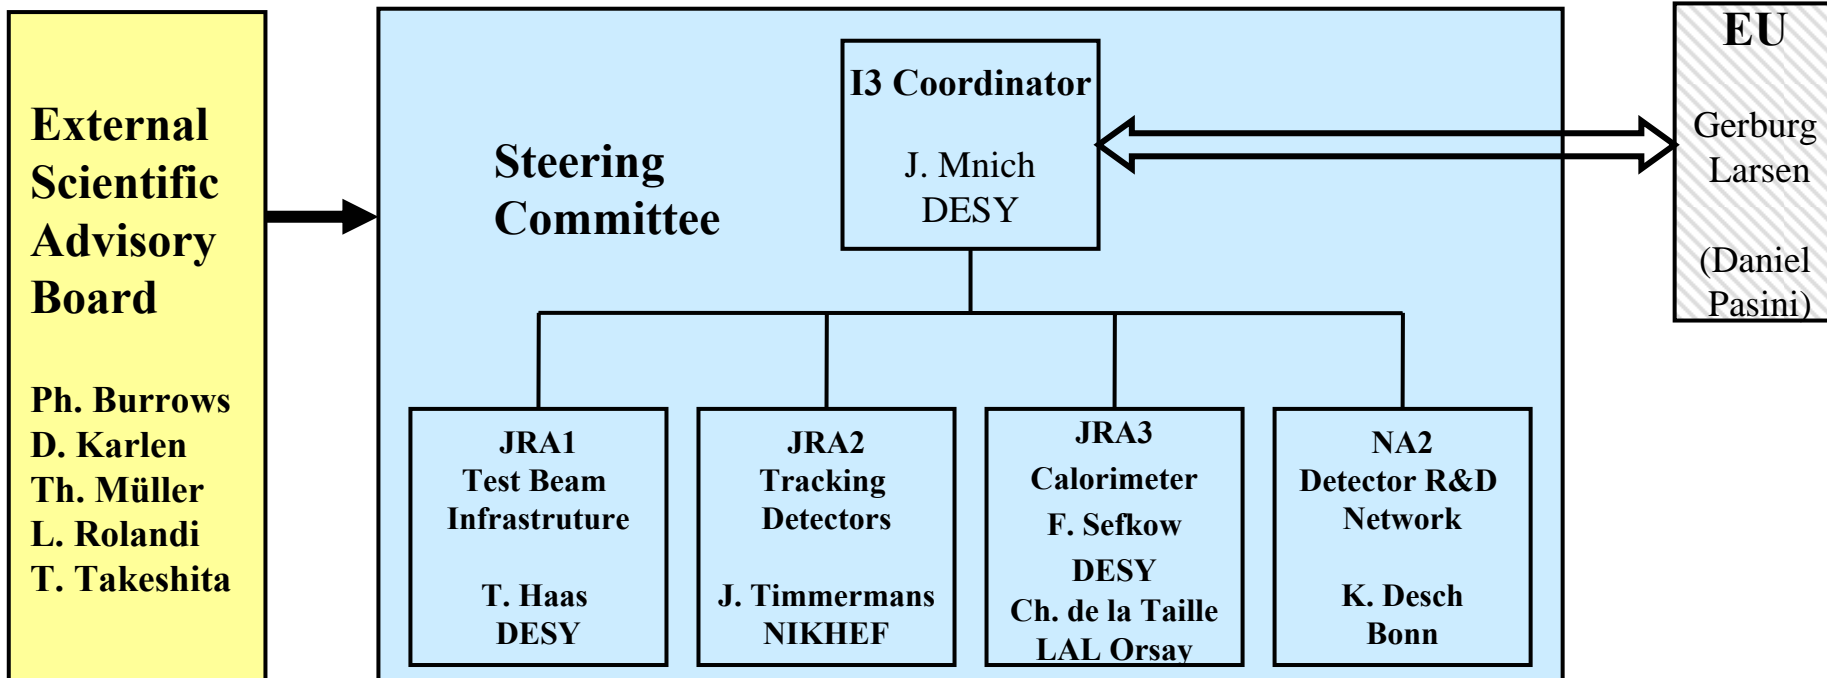 External
Scientific
Advisory
Board
Ph. Burrows
D. Karlen
Th. Müller
L. Rolandi
T. Takeshita
Steering
Committee
I3 Coordinator
J. Mnich
DESY
EU
Gerburg
Larsen
(Daniel
Pasini)
JRA1
Test Beam
Infrastruture
T. Haas
DESY
JRA2
Tracking
Detectors
J. Timmermans
NIKHEF
JRA3
Calorimeter
F. Sefkow
DESY
Ch. de la Taille
LAL Orsay
NA2
Detector R&D
Network
K. Desch
Bonn